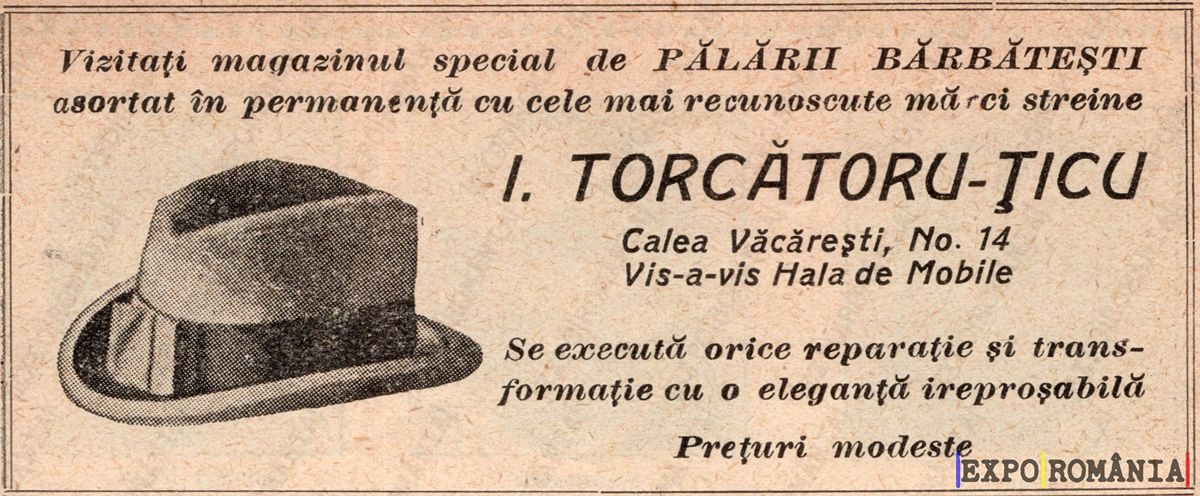 Vizitați magazinul special de PĂLĂRII BĂRBĂTEȘTI
asortat în permanență cu cele mai recunoscute mărci streine
I. TORCĂTORU-ȚICU
Calea Văcărești, No. 14
Vis-a-vis Hala de Mobile
Se execută orice reparație și trans-
formație cu o eleganță ireproșabilă
Prețuri modeste
EXPO ROMÂNIA